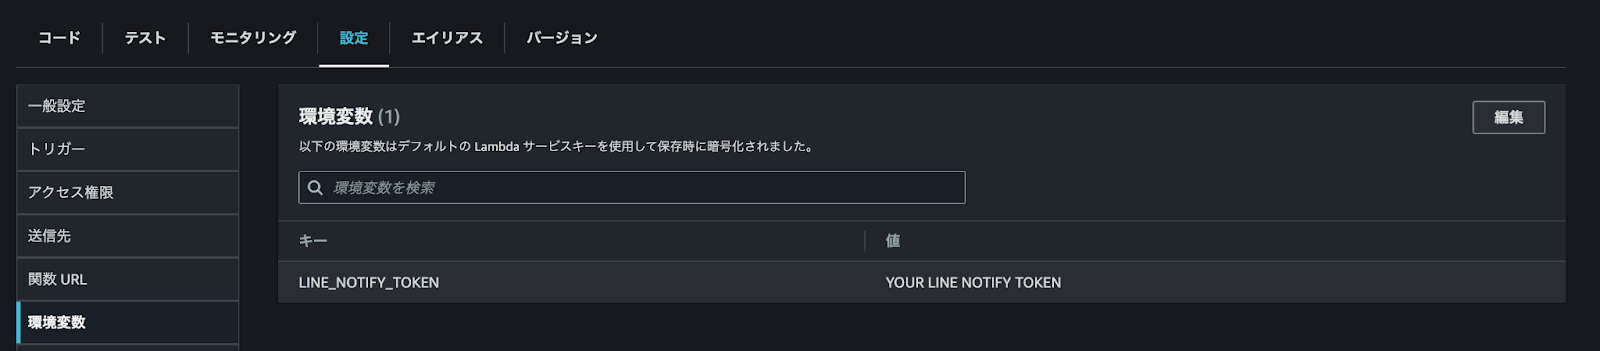 コード テスト モニタリング 設定 エイリアス バージョン
一般設定
トリガー
アクセス権限
送信先
関数 URL
環境変数
環境変数 (1)
編集
以下の環境変数はデフォルトの Lambda サービスキーを使用して保存時に暗号化されました。
環境変数を検索
キー 値
LINE_NOTIFY_TOKEN YOUR LINE NOTIFY TOKEN